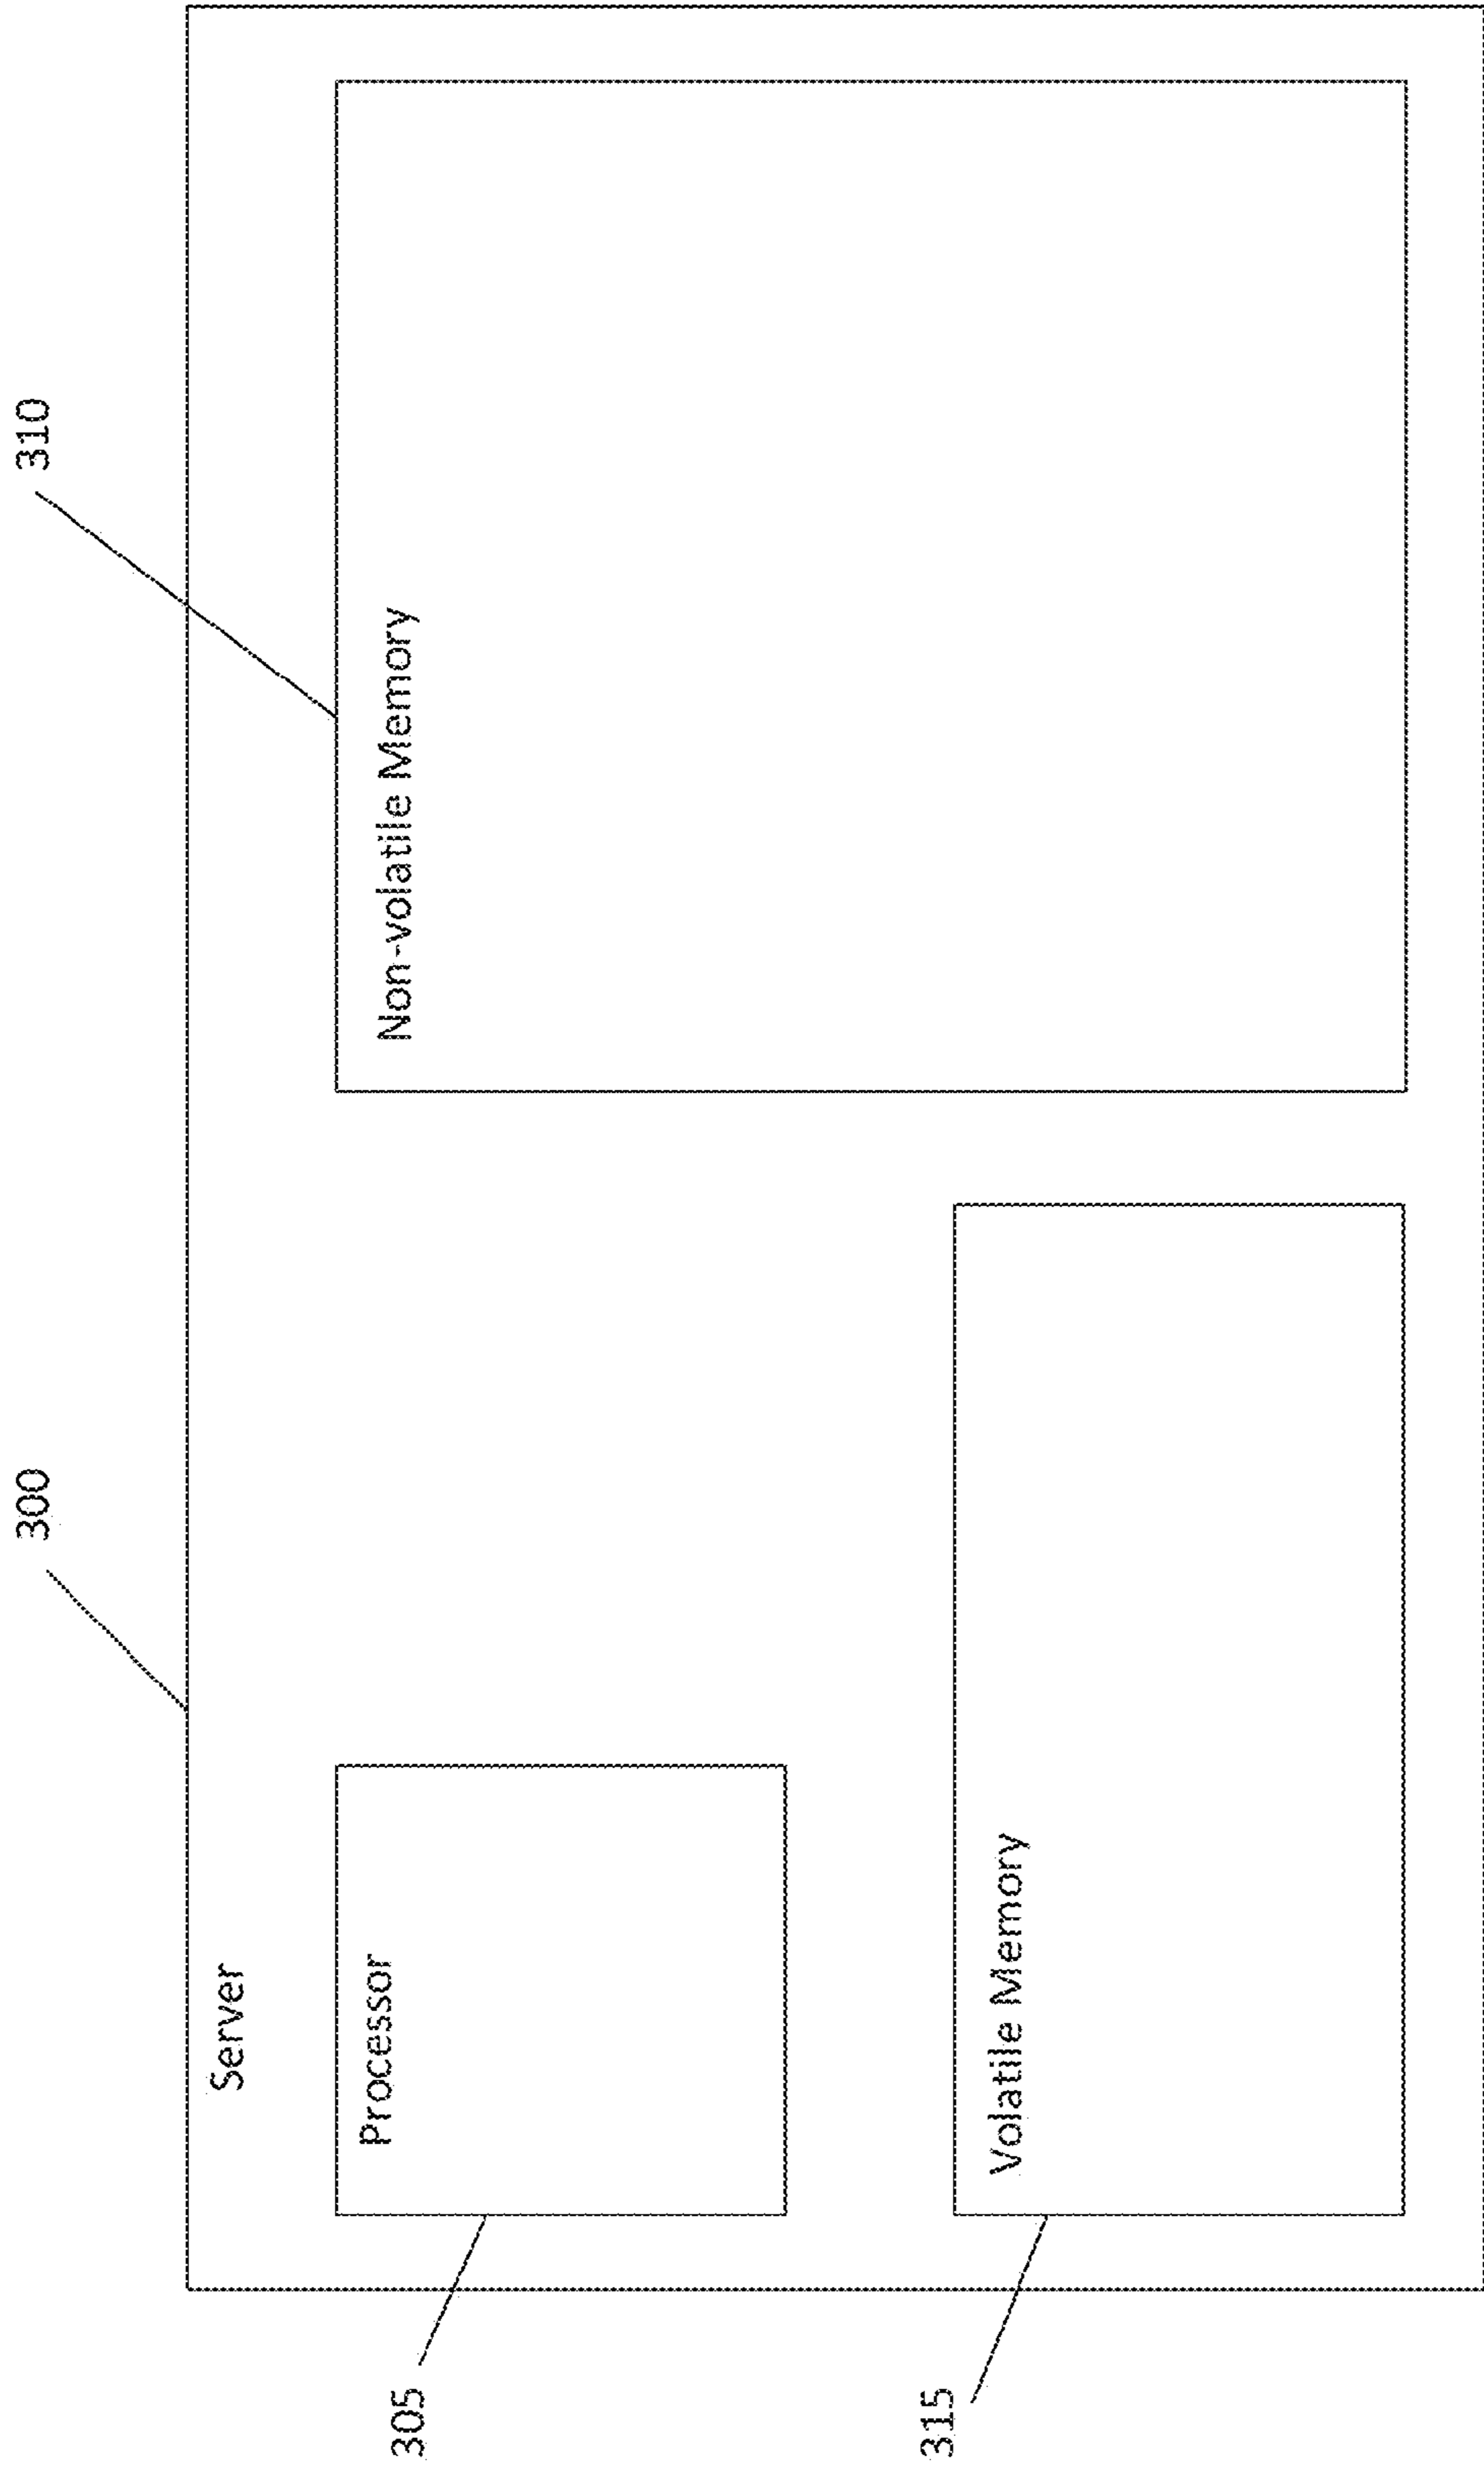 300
310
Server
305
Processor
Non-volatile Memory
315
Volatile Memory